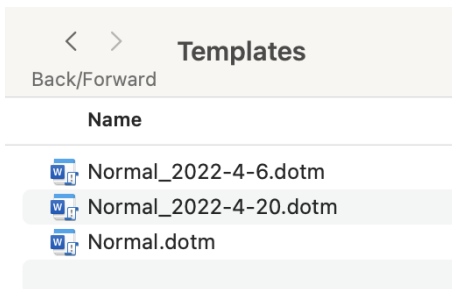 Templates
Back/Forward
Name
Normal_2022-4-6.dotm
Normal_2022-4-20.dotm
Normal.dotm